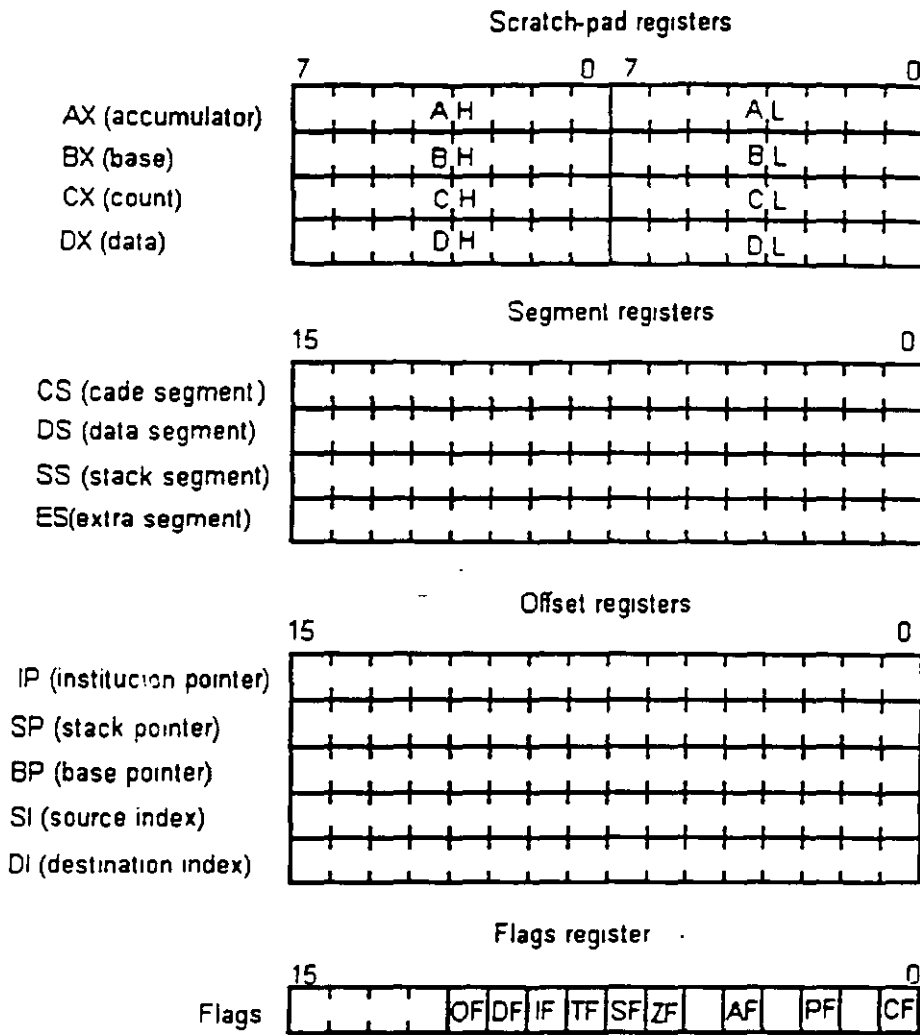 Scratch-pad registers
7 0 7 0
AX (accumulator) AH AL
BX (base) BH BL
CX (count) CH CL
DX (data) DH DL
Segment registers
15 0
CS (cade segment)
DS (data segment)
SS (stack segment)
ES(extra segment)
Offset registers
15 0
IP (institucion pointer)
SP (stack pointer)
BP (base pointer)
SI (source index)
DI (destination index)
Flags register
15 0
Flags OF DF IF TF SF ZF AF PF CF